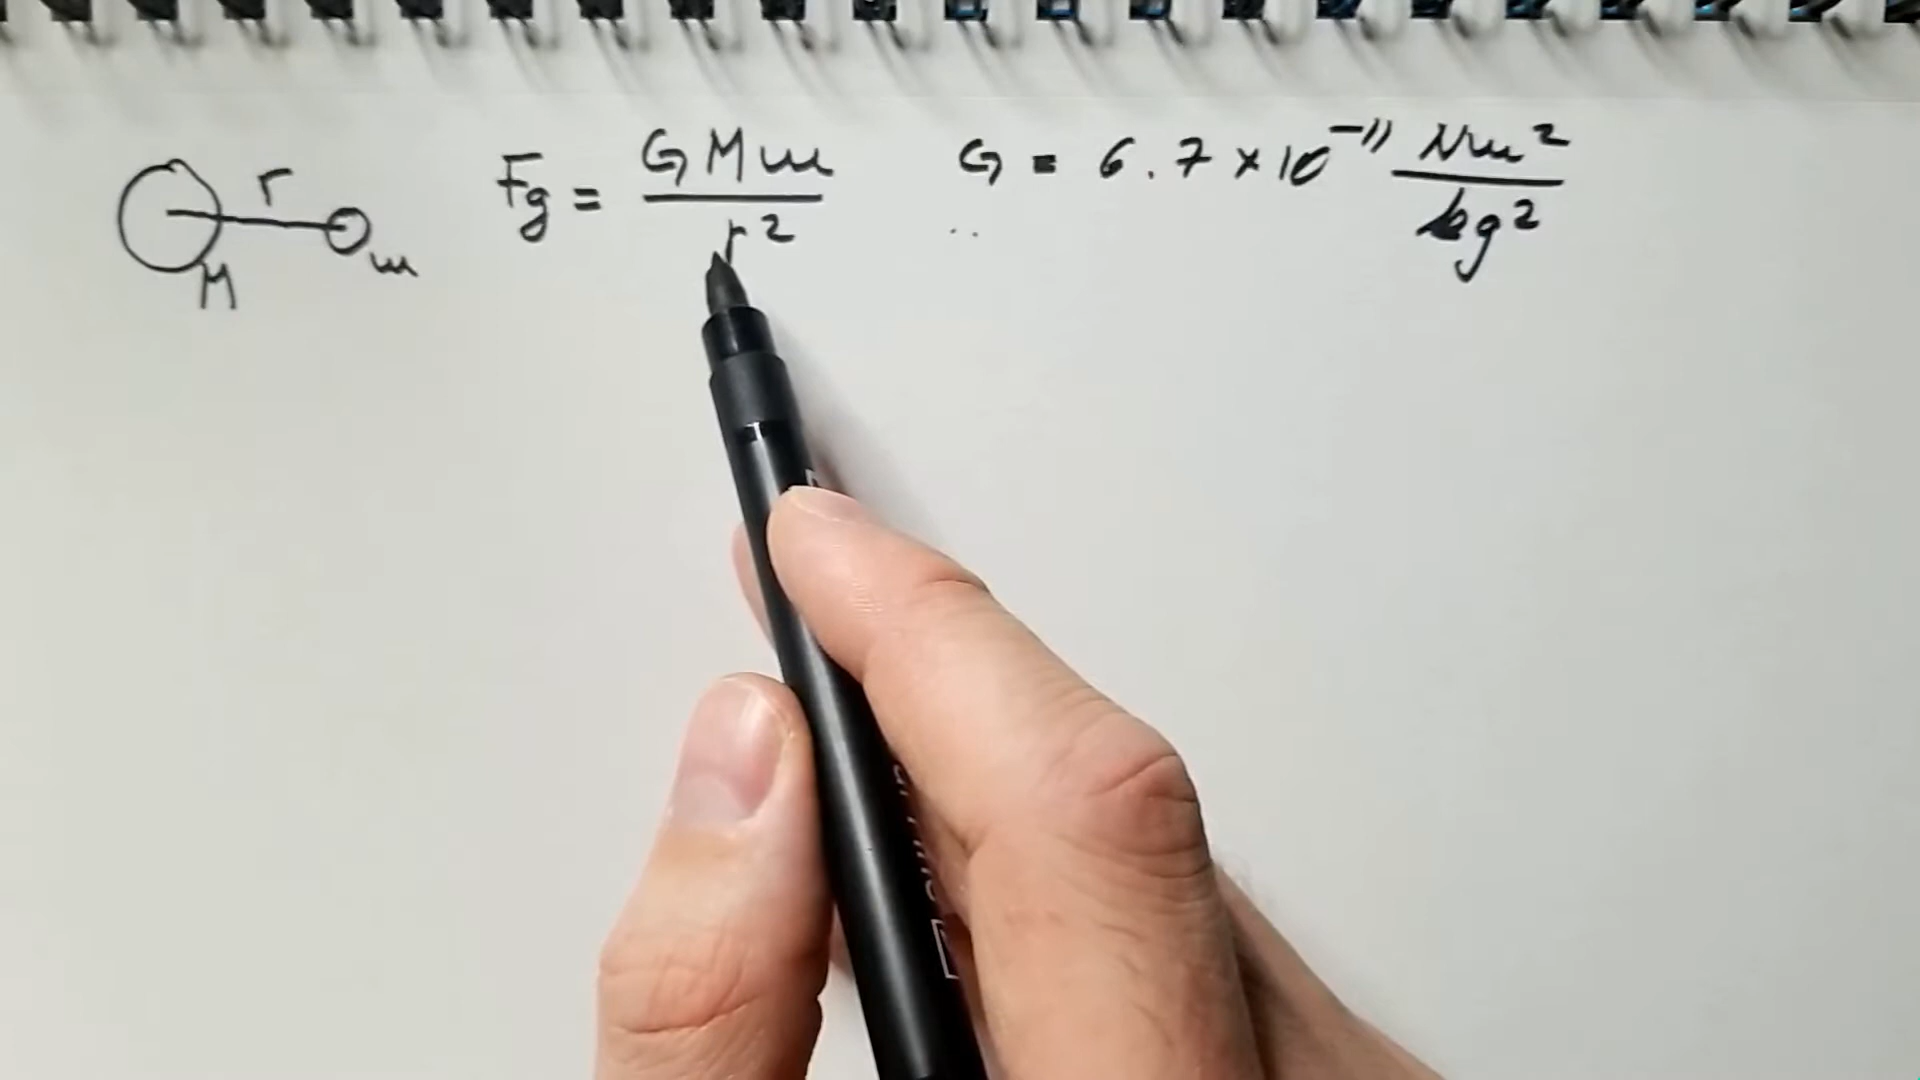 r
M
m
Fg = GMm / r²
G = 6.7 × 10⁻¹¹ Nm² / kg²